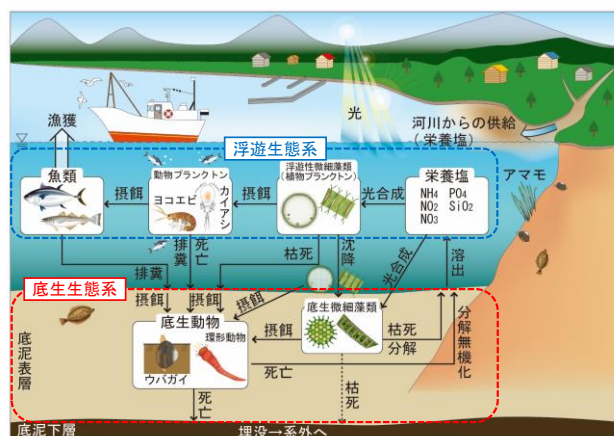 漁獲
光
河川からの供給
(栄養塩)
浮遊生態系
魚類
摂餌
動物プランクトン
ヨコエビ
カイアシ
摂餌
浮遊性微細藻類
(植物プランクトン)
光合成
栄養塩
NH₄ PO₄
NO₂ SiO₂
NO₃
アマモ
排糞
排糞
死亡
枯死
沈降
光合成
溶出
底生生態系
摂餌
摂餌
摂餌
摂餌
底生動物
環形動物
ウバガイ
摂餌
底生微細藻類
枯死
分解
分解無機化
死亡
死亡
枯死
底泥表層
底泥下層
埋没→系外へ